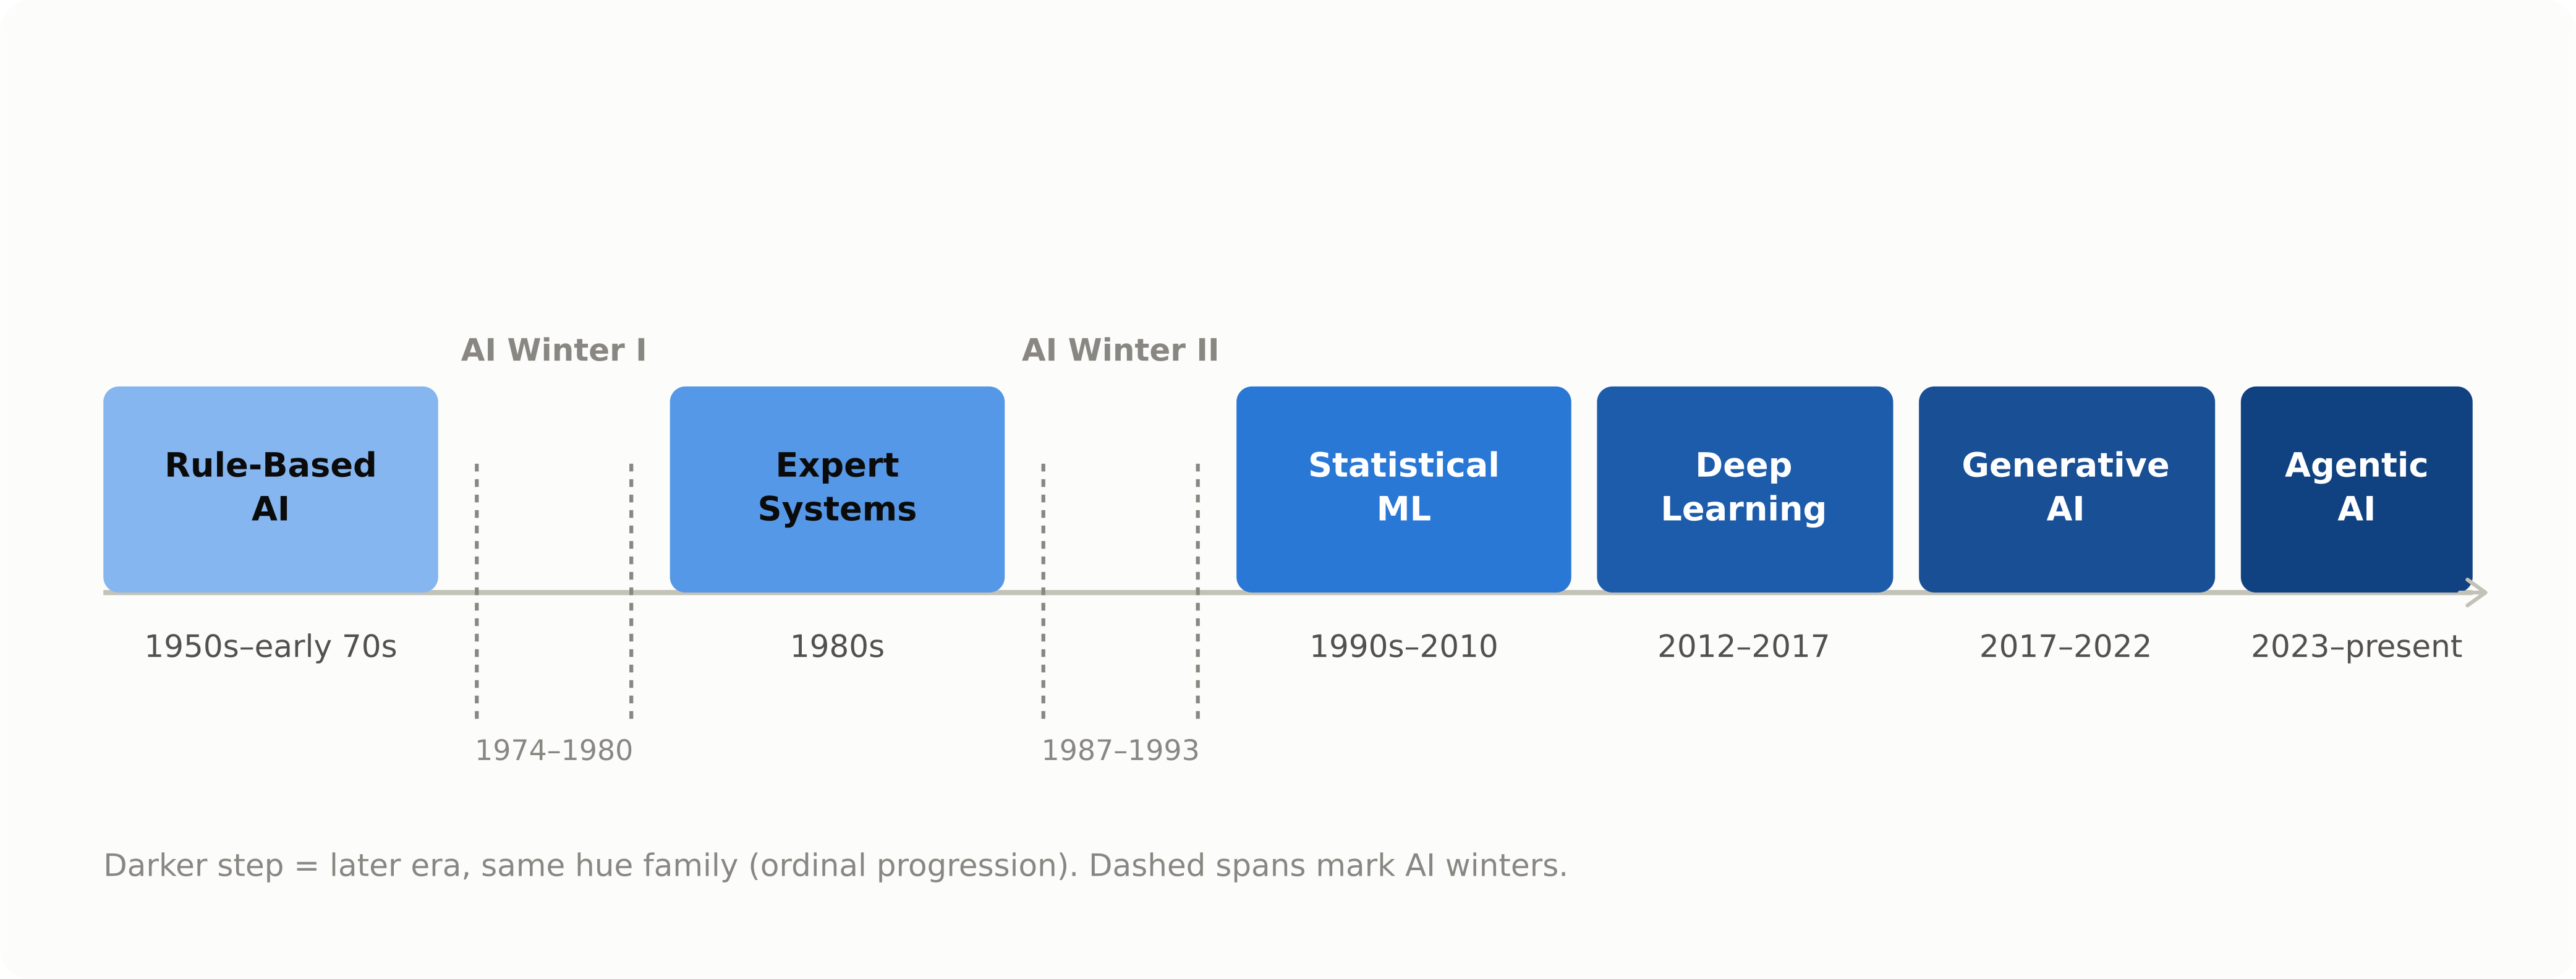 AI Winter I
AI Winter II
Rule-Based
AI
Expert
Systems
Statistical
ML
Deep
Learning
Generative
AI
Agentic
AI
1950s–early 70s
1980s
1990s–2010
2012–2017
2017–2022
2023–present
1974–1980
1987–1993
Darker step = later era, same hue family (ordinal progression). Dashed spans mark AI winters.